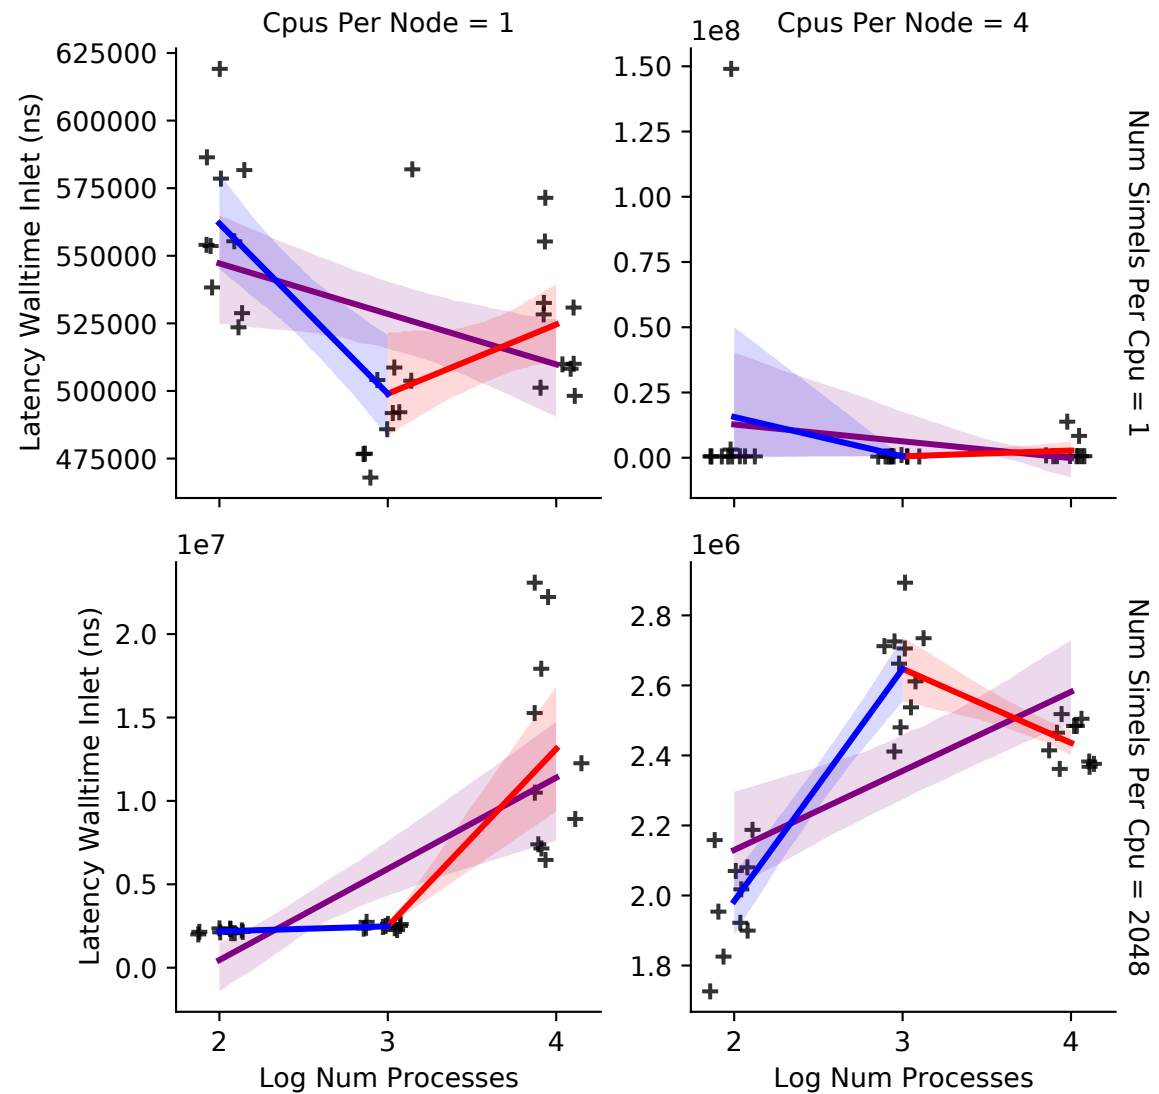 Cpus Per Node = 1
Cpus Per Node = 4
1e8
625000
600000
575000
550000
525000
500000
475000
Latency Walltime Inlet (ns)
1.50
1.25
1.00
0.75
0.50
0.25
0.00
Num Simels Per Cpu = 1
1e7
1e6
2.0
1.5
1.0
0.5
0.0
Latency Walltime Inlet (ns)
2.8
2.6
2.4
2.2
2.0
1.8
Num Simels Per Cpu = 2048
2 3 4
2 3 4
Log Num Processes
Log Num Processes